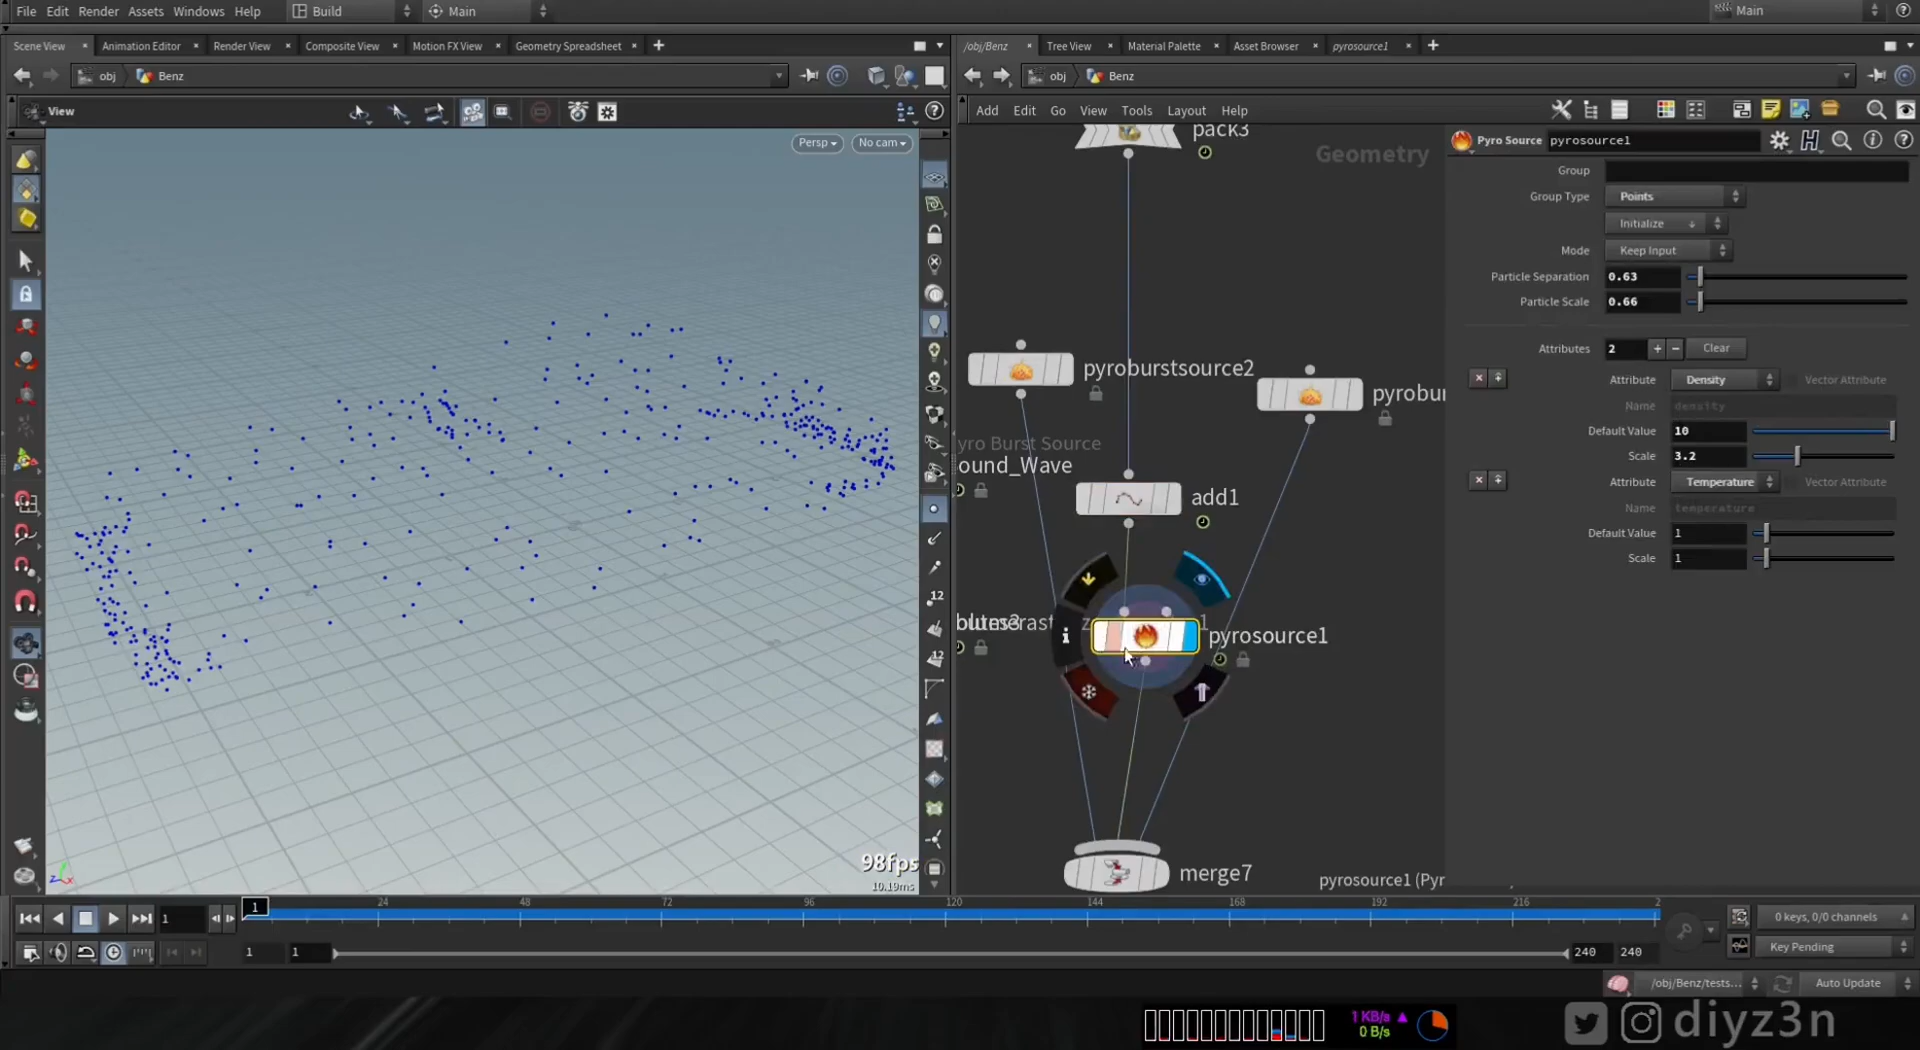 File Edit Render Assets Windows Help Build Main Main
Scene View Animation Editor Render View Composite View Motion FX View Geometry Spreadsheet
obj Benz
View
Persp No cam
98fps
10.19ms
/obj/Benz Tree View Material Palette Asset Browser pyrosource1
obj Benz
Add Edit Go View Tools Layout Help
pack3
Geometry
pyroburstsource2
pyrobur
yro Burst Source
ound_Wave
add1
pyrosource1
merge7
pyrosource1 (Pyr
Pyro Source pyrosource1
Group
Group Type Points
Initialize
Mode Keep Input
Particle Separation 0.63
Particle Scale 0.66
Attributes 2 + − Clear
Attribute Density Vector Attribute
Name density
Default Value 10
Scale 3.2
Attribute Temperature Vector Attribute
Name temperature
Default Value 1
Scale 1
12
12
1 1 24 48 72 96 120 144 168 192 216 2
0 keys, 0/0 channels
1 1 240 240
Key Pending
/obj/Benz/tests... Auto Update
1 KB/s
0 B/s
diyz3n